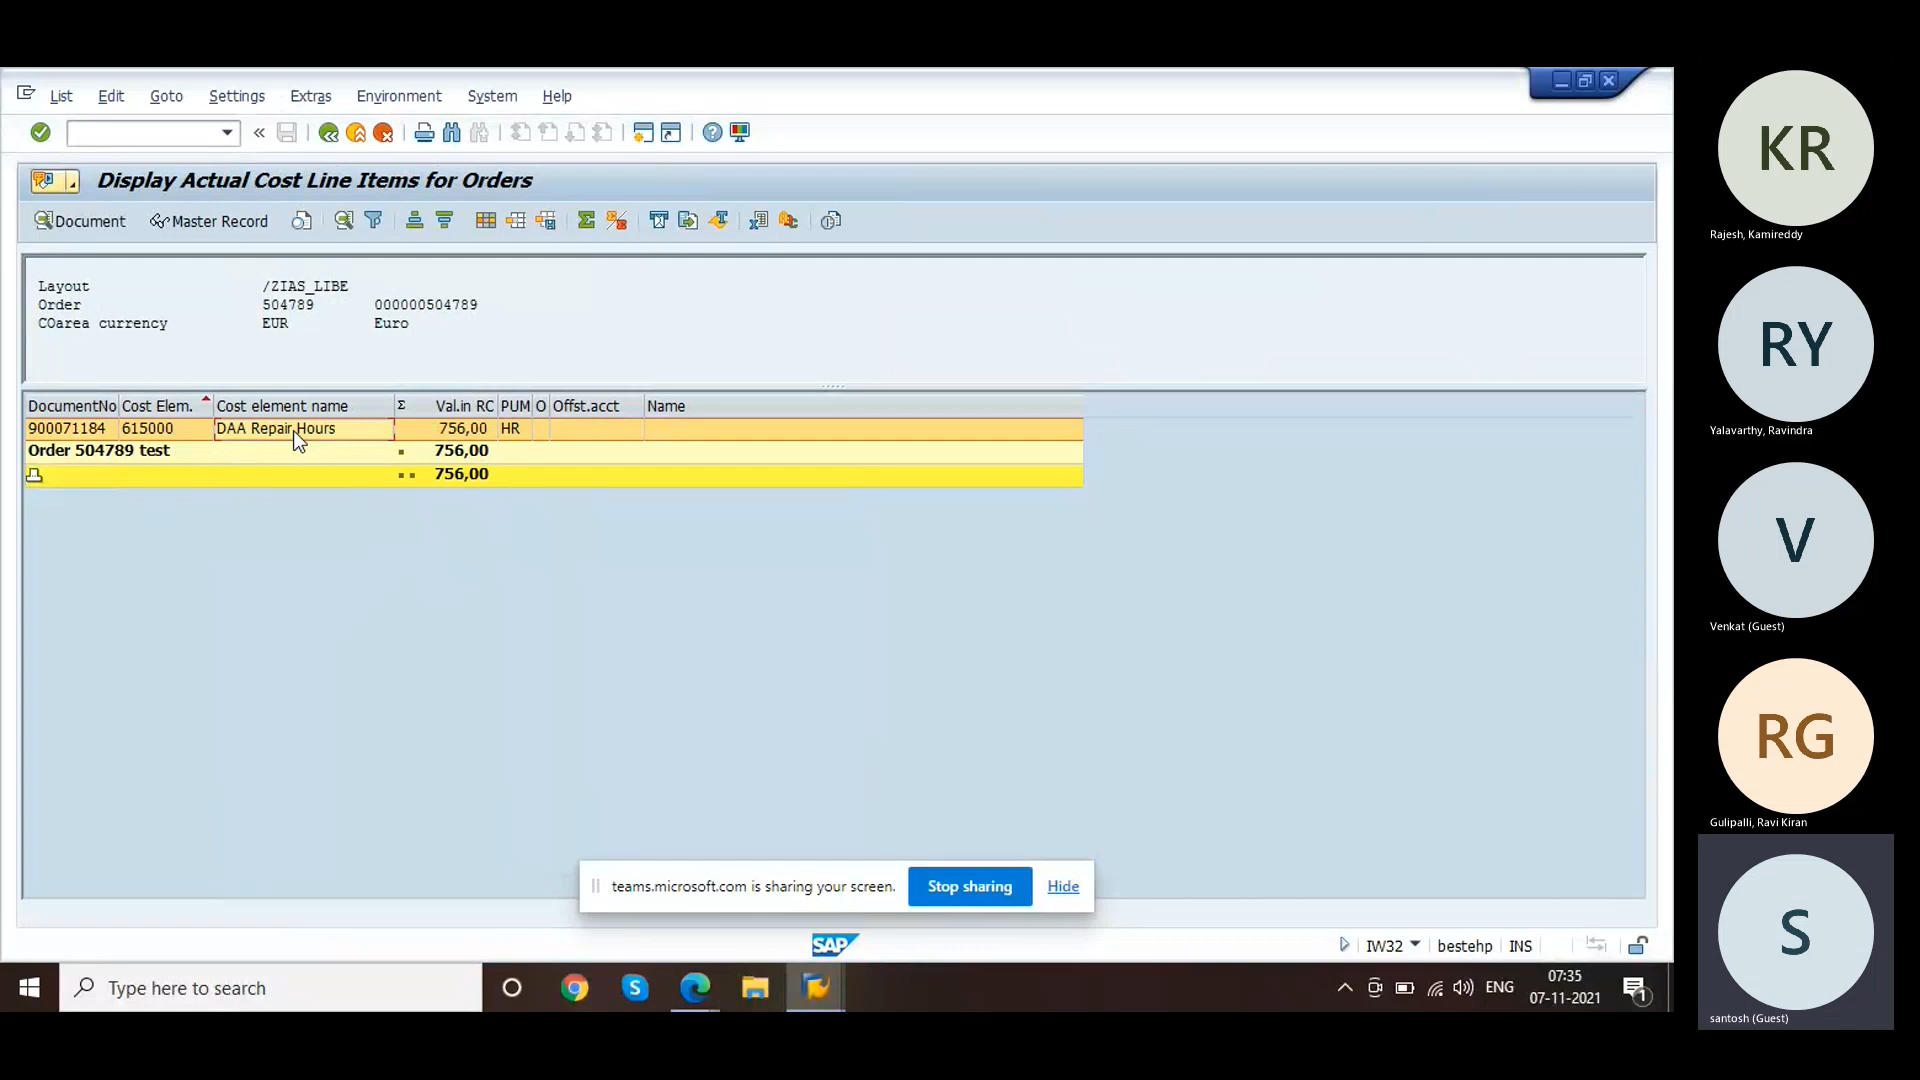 List Edit Goto Settings Extras Environment System Help
Display Actual Cost Line Items for Orders
Document Master Record
Layout /ZIAS_LIBE
Order 504789 000000504789
COarea currency EUR Euro
DocumentNo Cost Elem. Cost element name Σ Val.in RC PUM O Offst.acct Name
900071184 615000 DAA Repair Hours 756,00 HR
Order 504789 test 756,00
756,00
teams.microsoft.com is sharing your screen. Stop sharing Hide
SAP IW32 bestehp INS
Type here to search
ENG 07:35
07-11-2021
1
KR
Rajesh, Kamireddy
RY
Yalavarthy, Ravindra
V
Venkat (Guest)
RG
Gulipalli, Ravi Kiran
S
santosh (Guest)